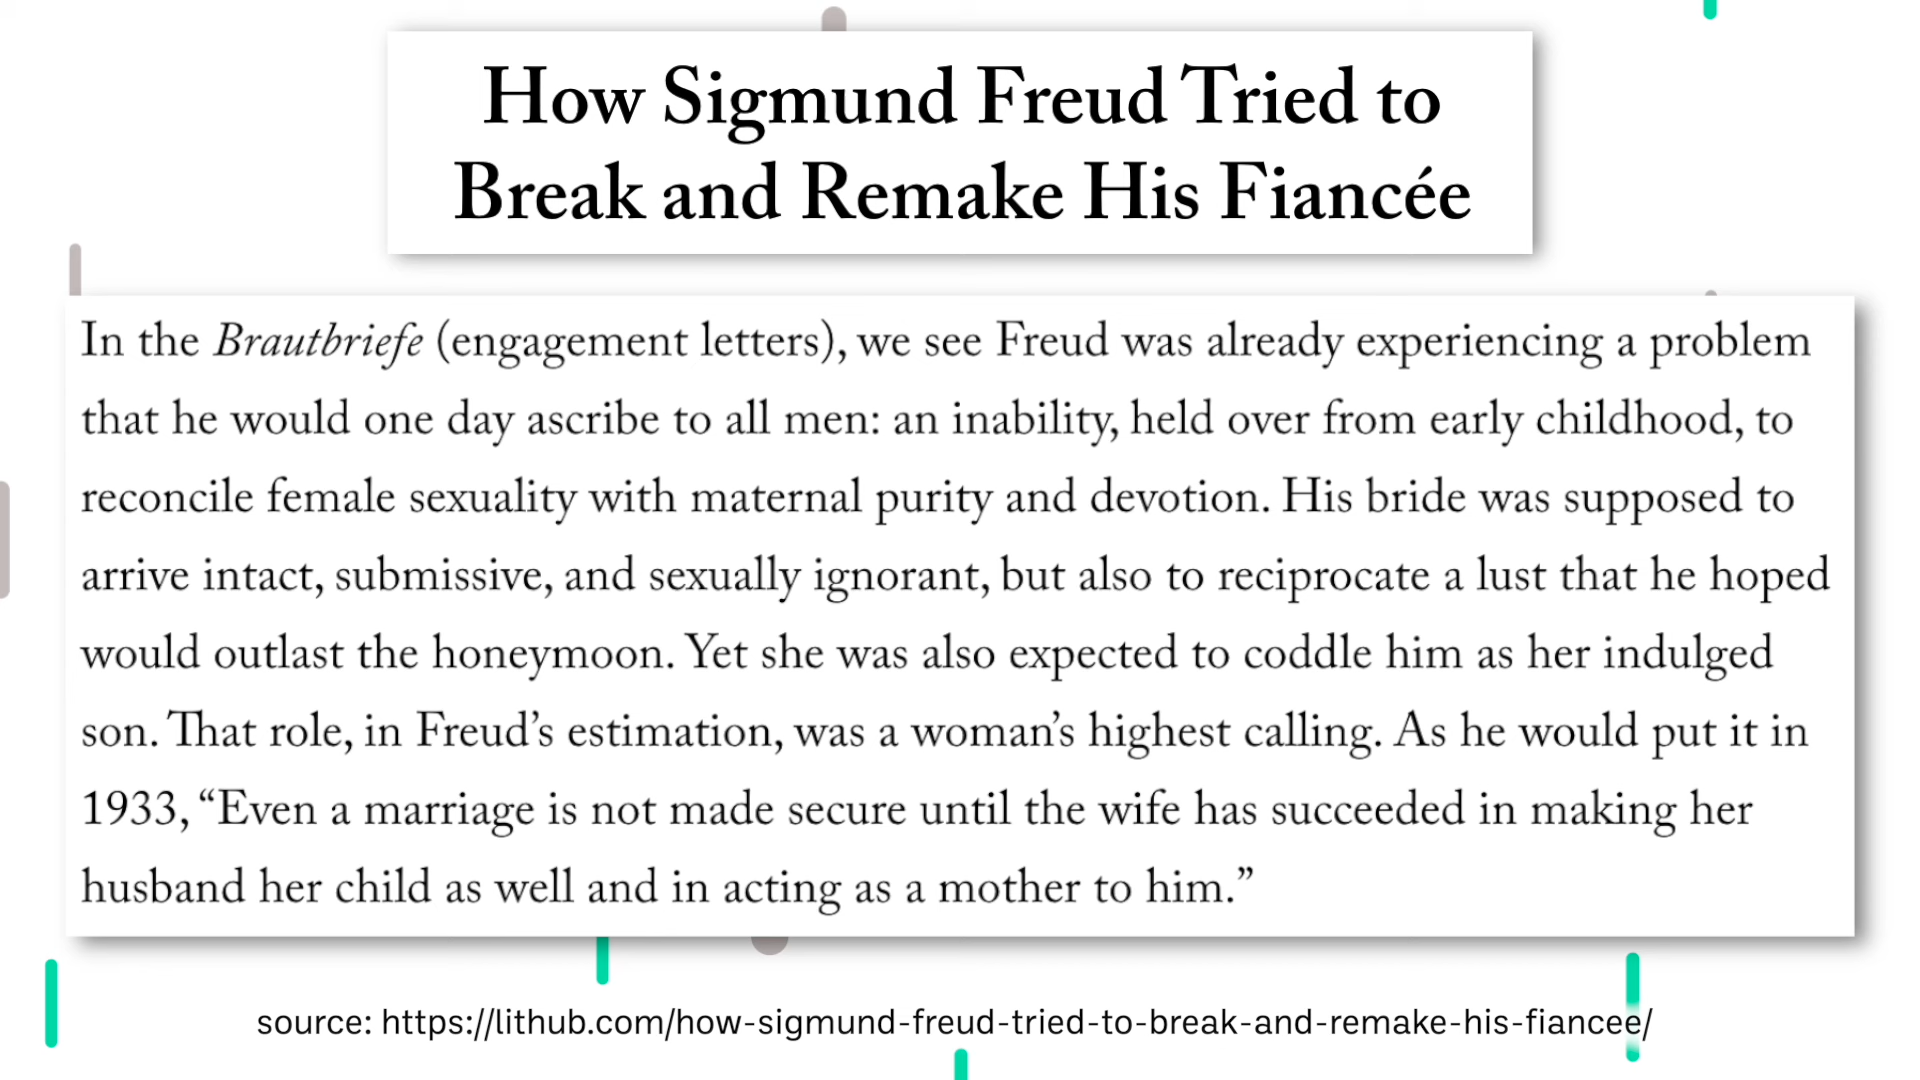 How Sigmund Freud Tried to
Break and Remake His Fiancée
In the Brautbriefe (engagement letters), we see Freud was already experiencing a problem
that he would one day ascribe to all men: an inability, held over from early childhood, to
reconcile female sexuality with maternal purity and devotion. His bride was supposed to
arrive intact, submissive, and sexually ignorant, but also to reciprocate a lust that he hoped
would outlast the honeymoon. Yet she was also expected to coddle him as her indulged
son. That role, in Freud’s estimation, was a woman’s highest calling. As he would put it in
1933, “Even a marriage is not made secure until the wife has succeeded in making her
husband her child as well and in acting as a mother to him.”
source: https://lithub.com/how-sigmund-freud-tried-to-break-and-remake-his-fiancee/